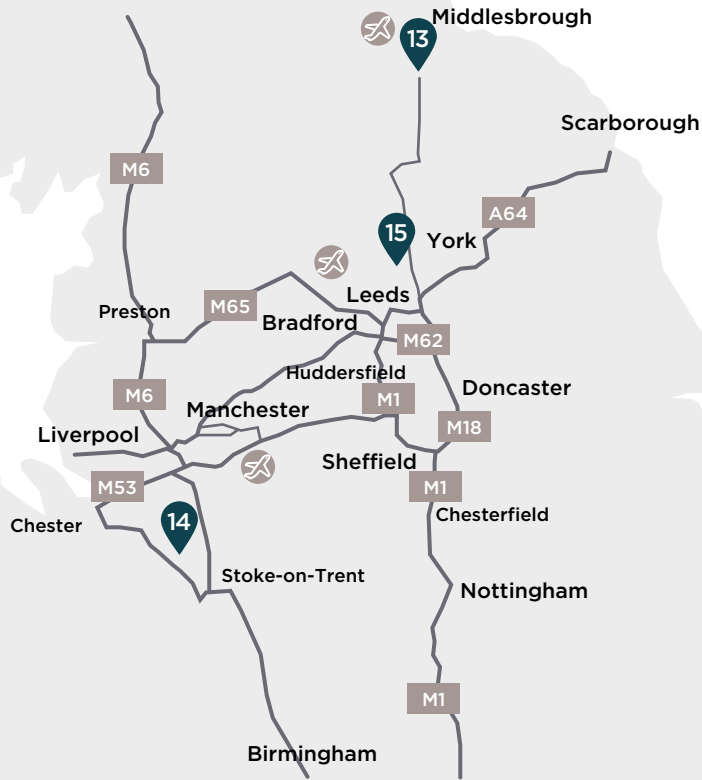 Middlesbrough
13
Scarborough
M6
A64
15
York
Leeds
M65
Preston
Bradford
M62
Huddersfield
M6
M1
Doncaster
Manchester
M18
Liverpool
Sheffield
M53
M1
Chesterfield
Chester
14
Stoke-on-Trent
Nottingham
M1
Birmingham